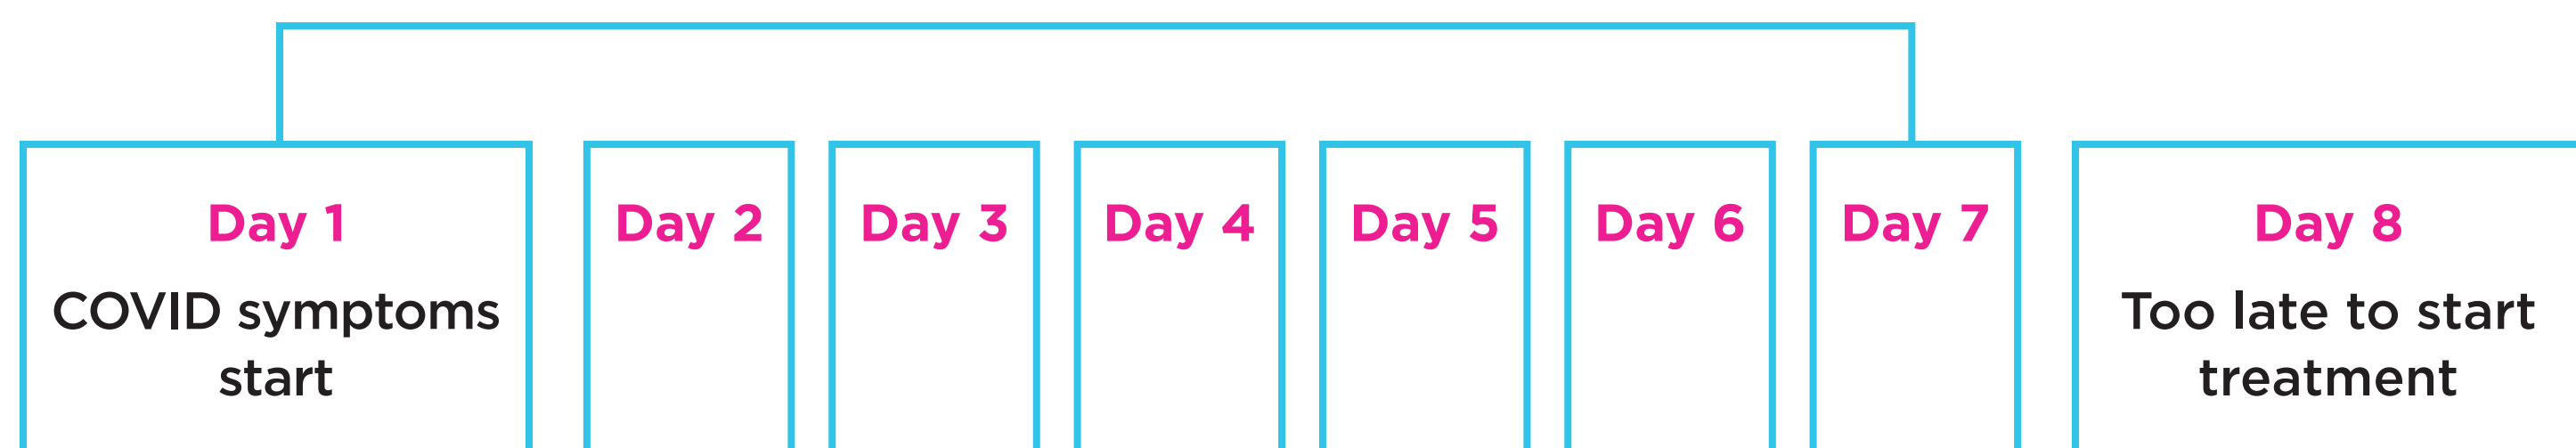 Day 1
COVID symptoms
start
Day 2
Day 3
Day 4
Day 5
Day 6
Day 7
Day 8
Too late to start
treatment